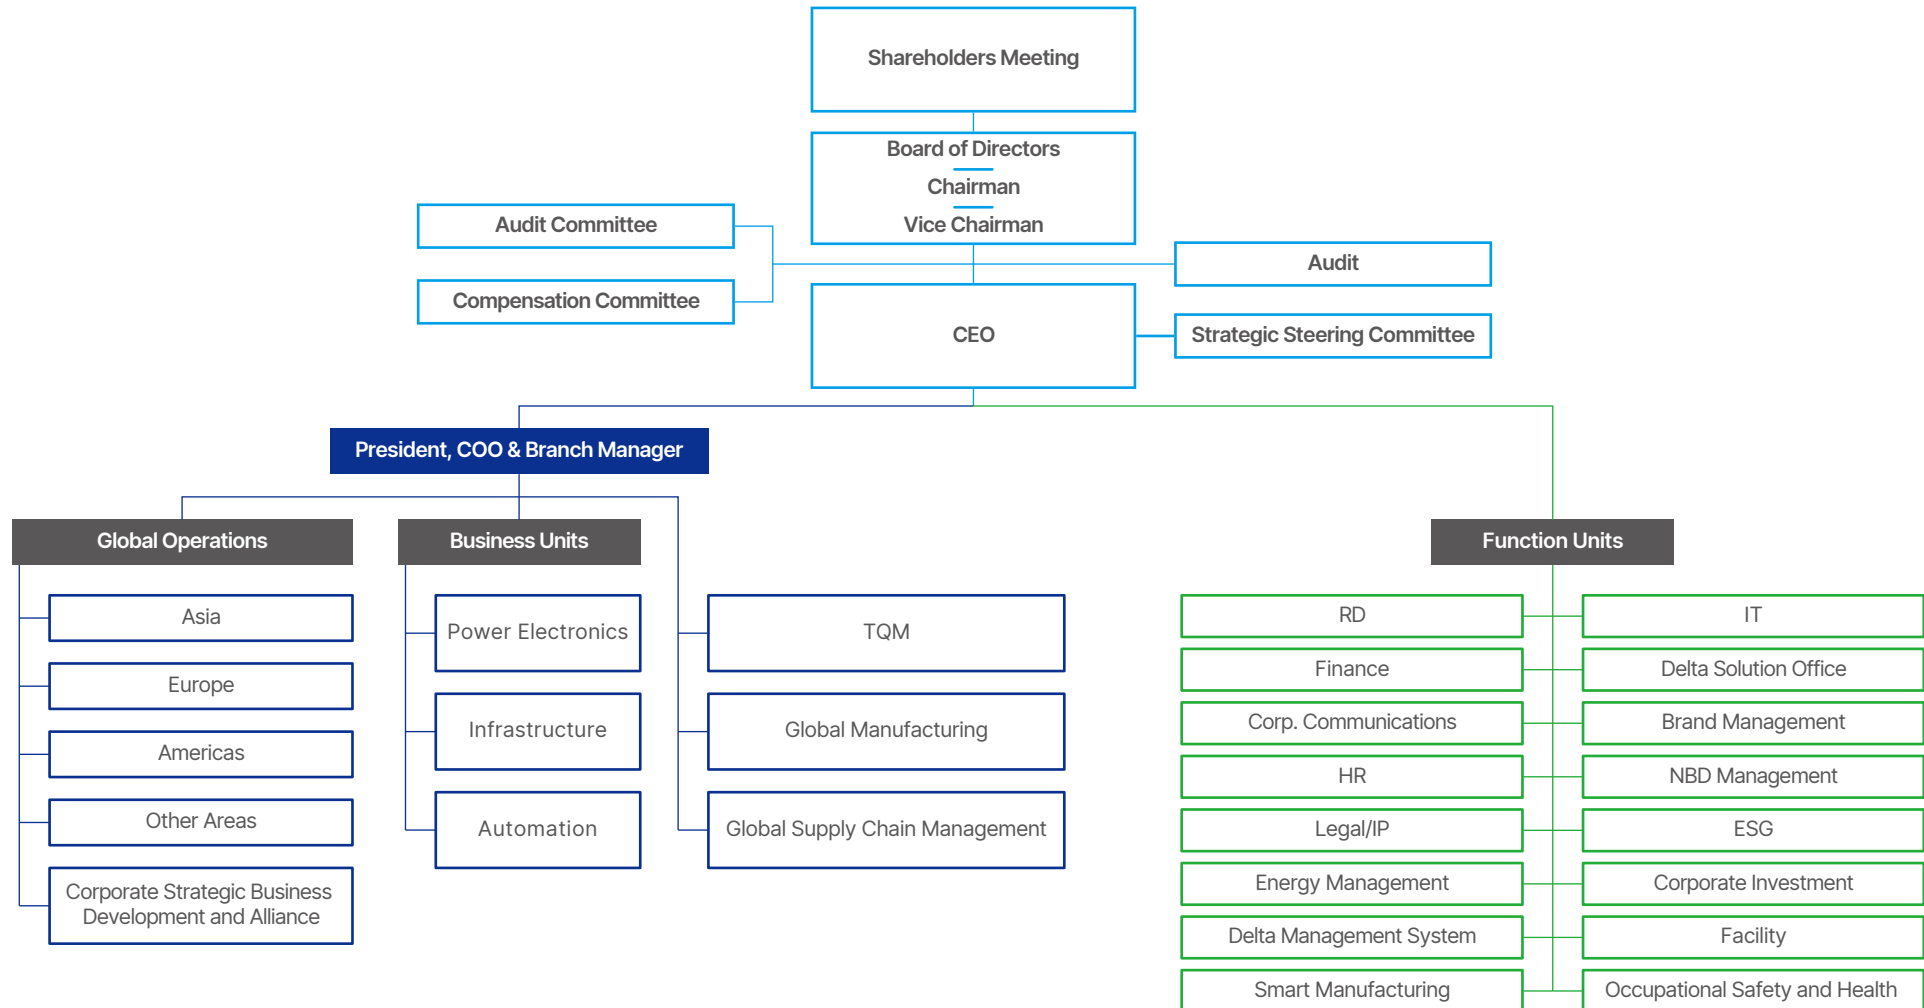 Shareholders Meeting
Board of Directors
Chairman
Vice Chairman
Audit Committee
Compensation Committee
Audit
CEO
Strategic Steering Committee
President, COO & Branch Manager
Global Operations
Asia
Europe
Americas
Other Areas
Corporate Strategic Business
Development and Alliance
Business Units
Power Electronics
Infrastructure
Automation
TQM
Global Manufacturing
Global Supply Chain Management
Function Units
RD
IT
Finance
Delta Solution Office
Corp. Communications
Brand Management
HR
NBD Management
Legal/IP
ESG
Energy Management
Corporate Investment
Delta Management System
Facility
Smart Manufacturing
Occupational Safety and Health